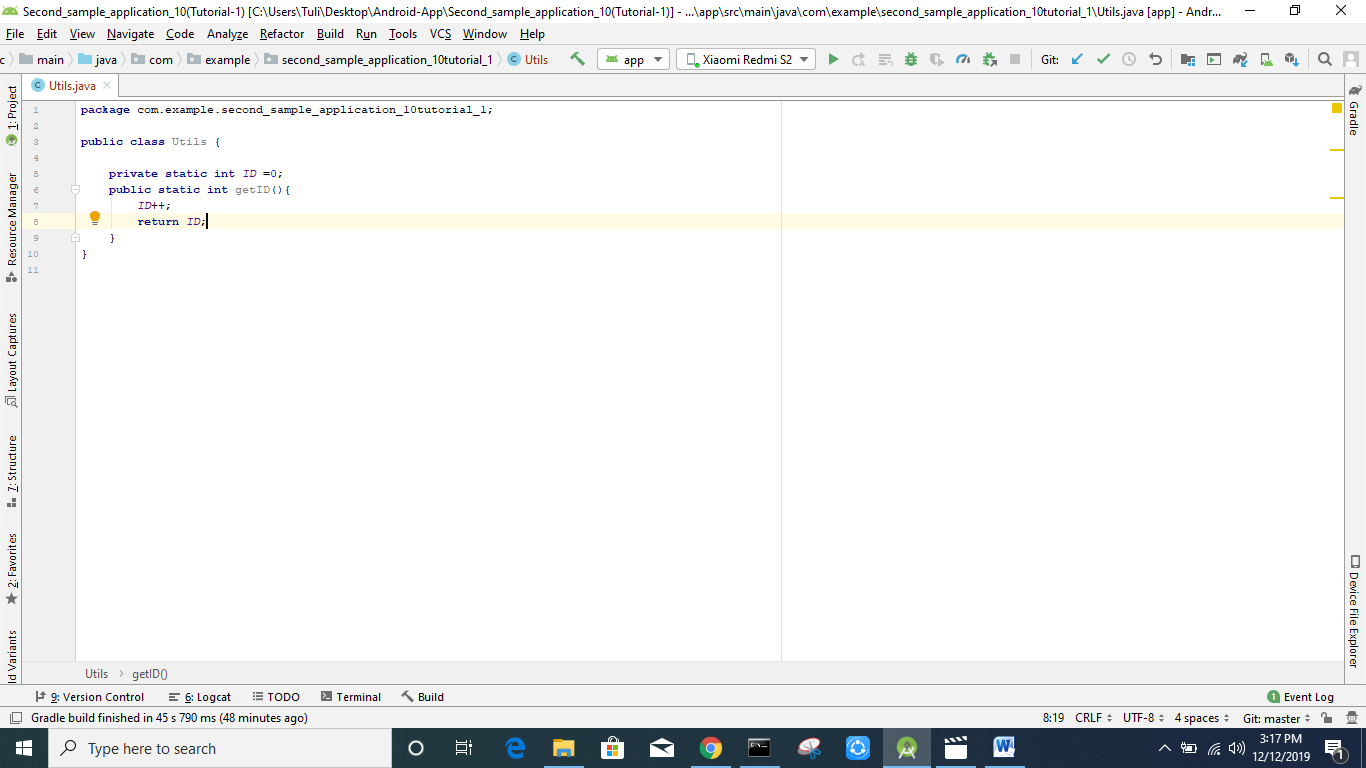 Second_sample_application_10(Tutorial-1) [C:\Users\Tuli\Desktop\Android-App\Second_sample_application_10(Tutorial-1)] - ...\app\src\main\java\com\example\second_sample_application_10tutorial_1\Utils.java [app] - Andr...
File Edit View Navigate Code Analyze Refactor Build Run Tools VCS Window Help
c main java com example second_sample_application_10tutorial_1 Utils app Xiaomi Redmi S2 Git:
Utils.java
1: Project
Resource Manager
Layout Captures
7: Structure
2: Favorites
ld Variants
1 package com.example.second_sample_application_10tutorial_1;
2
3 public class Utils {
4
5 private static int ID =0;
6 public static int getID(){
7 ID++;
8 return ID;
9 }
10 }
11
Gradle
Device File Explorer
Utils getID()
9: Version Control 6: Logcat TODO Terminal Build 1 Event Log
Gradle build finished in 45 s 790 ms (48 minutes ago) 8:19 CRLF UTF-8 4 spaces Git: master
Type here to search
3:17 PM
12/12/2019
1